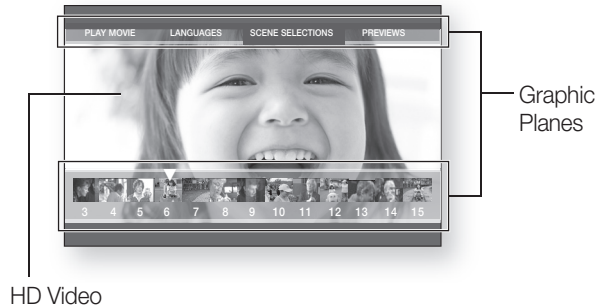 PLAY MOVIE LANGUAGES SCENE SELECTIONS PREVIEWS
Graphic
Planes
3 4 5 6 7 8 9 10 11 12 13 14 15
HD Video